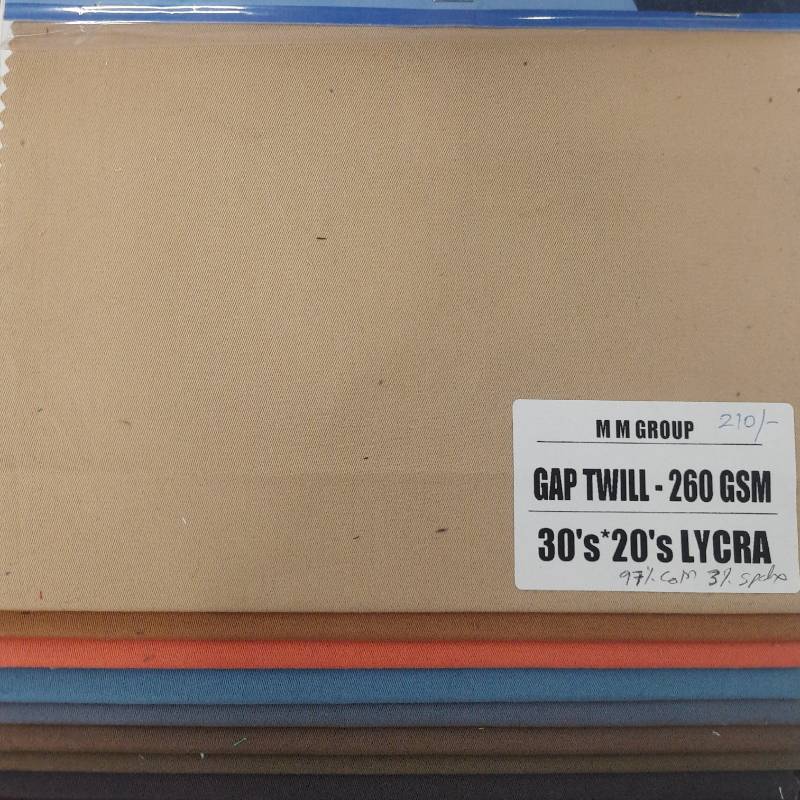 M M GROUP 210/-
GAP TWILL - 260 GSM
30's*20's LYCRA
97% Com 3% spdx